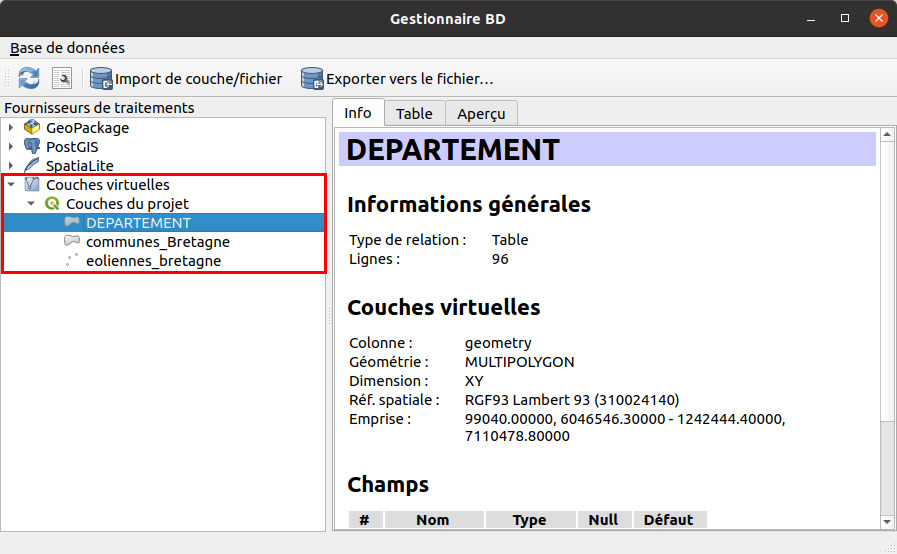 Gestionnaire BD
Base de données
Import de couche/fichier
Exporter vers le fichier...
Fournisseurs de traitements
GeoPackage
PostGIS
SpatiaLite
Couches virtuelles
Couches du projet
DEPARTEMENT
communes_Bretagne
eoliennes_bretagne
Info
Table
Aperçu
DEPARTEMENT
Informations générales
Type de relation : Table
Lignes : 96
Couches virtuelles
Colonne : geometry
Géométrie : MULTIPOLYGON
Dimension : XY
Réf. spatiale : RGF93 Lambert 93 (310024140)
Emprise : 99040.00000, 6046546.30000 - 1242444.40000,
7110478.80000
Champs
# Nom Type Null Défaut